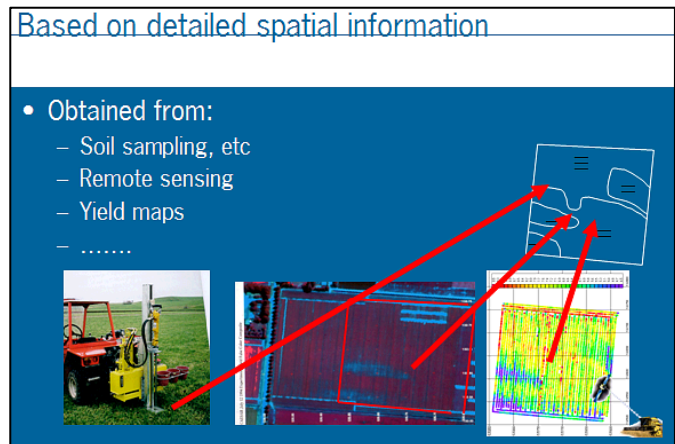 Based on detailed spatial information
• Obtained from:
– Soil sampling, etc
– Remote sensing
– Yield maps
– .......